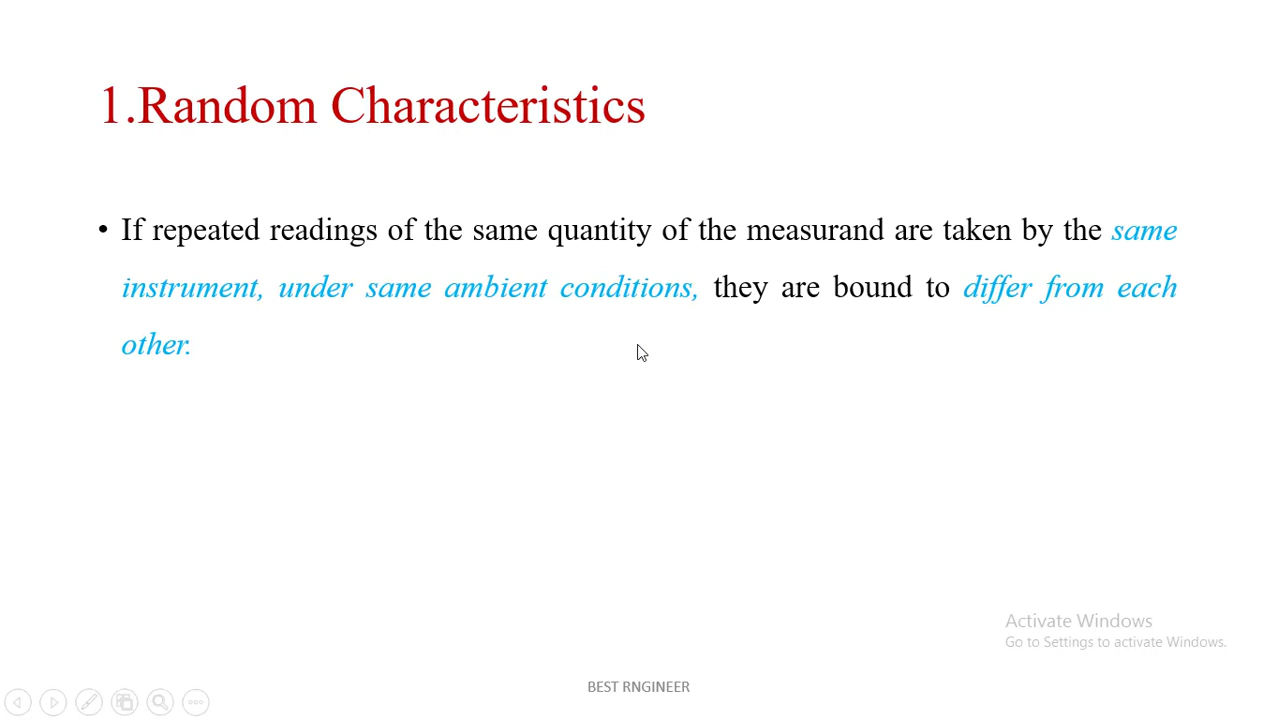 1.Random Characteristics
• If repeated readings of the same quantity of the measurand are taken by the same
instrument, under same ambient conditions, they are bound to differ from each
other.
Activate Windows
Go to Settings to activate Windows.
BEST RNGINEER